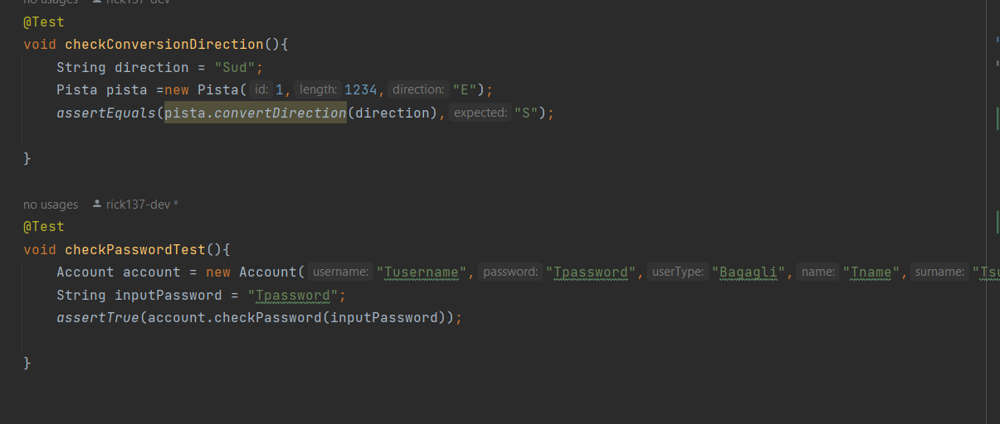 no usages rick137-dev
@Test
void checkConversionDirection(){
String direction = "Sud";
Pista pista =new Pista( id: 1, length: 1234, direction: "E");
assertEquals(pista.convertDirection(direction), expected: "S");
}
no usages rick137-dev *
@Test
void checkPasswordTest(){
Account account = new Account( username: "Tusername", password: "Tpassword", userType: "Bagagli", name: "Tname", surname: "Tsu
String inputPassword = "Tpassword";
assertTrue(account.checkPassword(inputPassword));
}